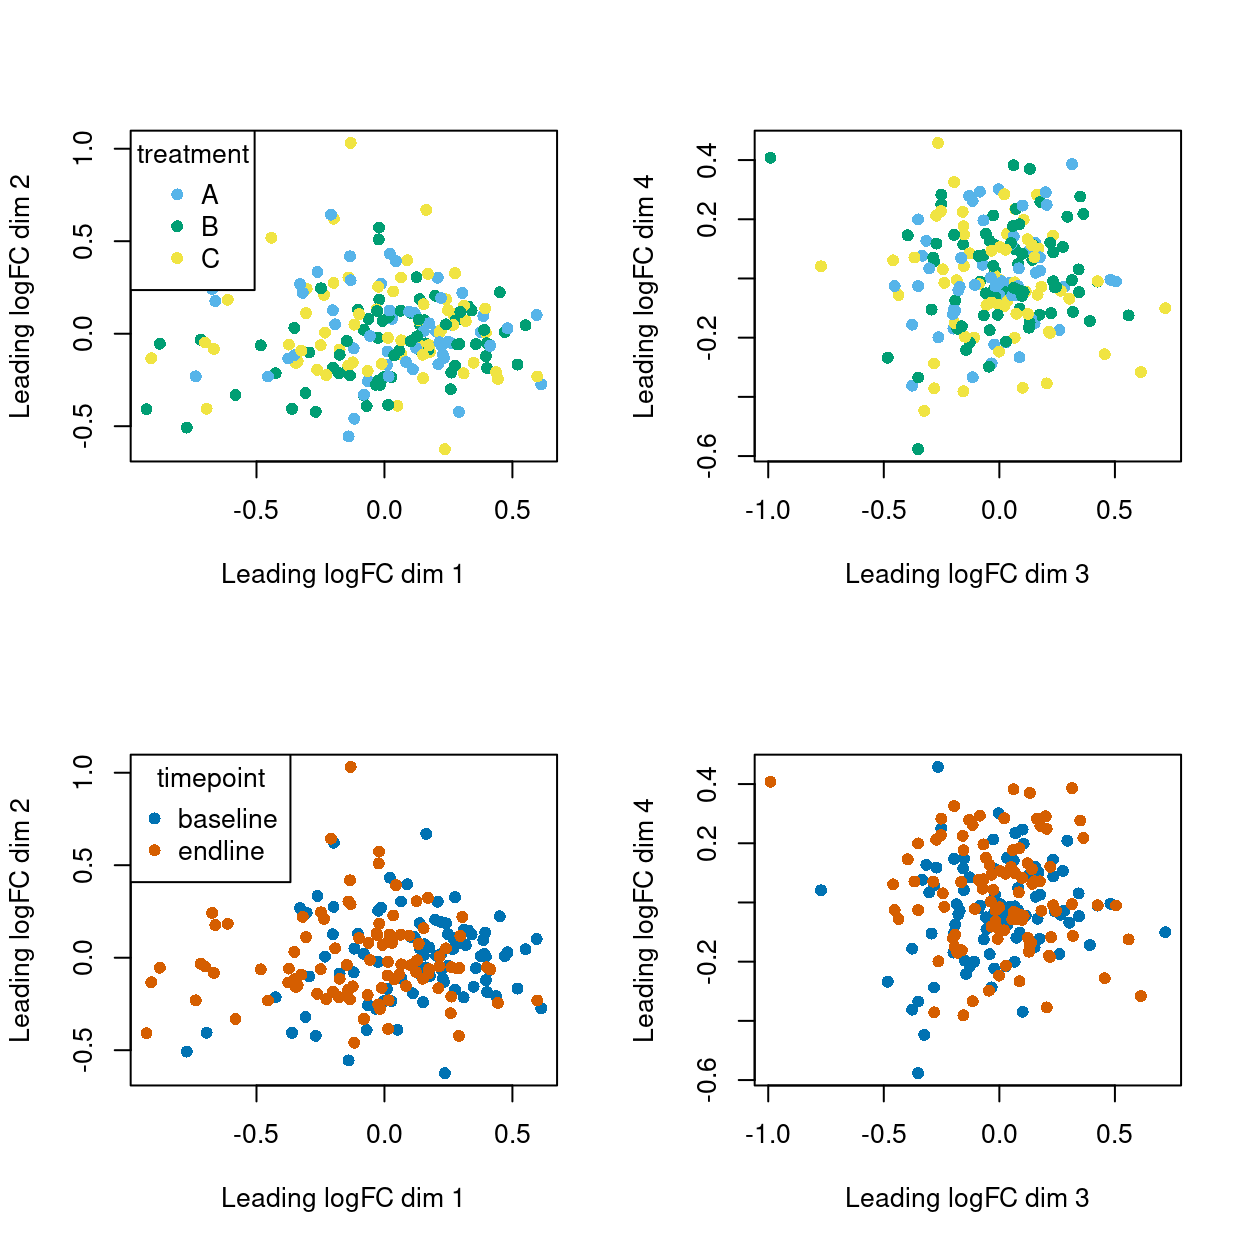 treatment
A
B
C
1.0
0.5
0.0
-0.5
Leading logFC dim 2
-0.5 0.0 0.5
Leading logFC dim 1
0.4
0.2
-0.2
-0.6
Leading logFC dim 4
-1.0 -0.5 0.0 0.5
Leading logFC dim 3
timepoint
baseline
endline
1.0
0.5
0.0
-0.5
Leading logFC dim 2
-0.5 0.0 0.5
Leading logFC dim 1
0.4
0.2
-0.2
-0.6
Leading logFC dim 4
-1.0 -0.5 0.0 0.5
Leading logFC dim 3